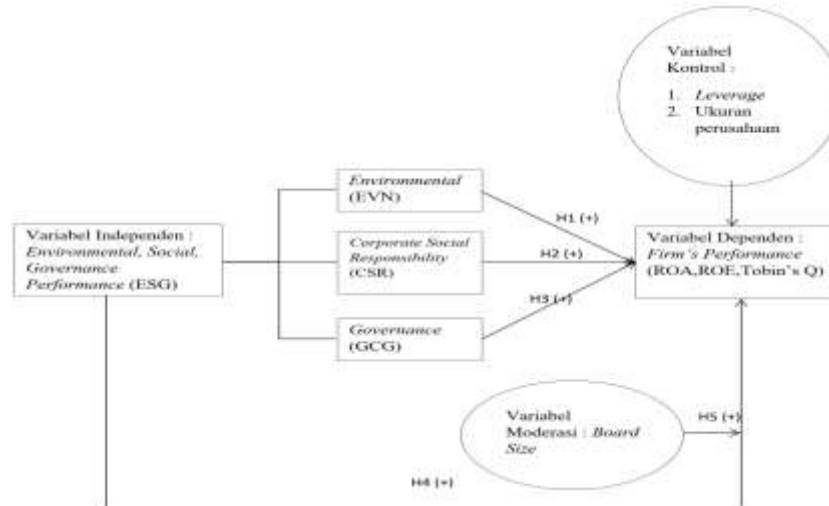 Variabel
Kontrol :
1. Leverage
2. Ukuran
perusahaan
Environmental
(EVN)
H1 (+)
Variabel Independen :
Environmental, Social,
Governance
Performance (ESG)
Corporate Social
Responsibility
(CSR)
H2 (+)
Variabel Dependen :
Firm's Performance
(ROA,ROE,Tobin's Q)
H3 (+)
Governance
(GCG)
Variabel
Moderasi : Board
Size
H5 (+)
H4 (+)